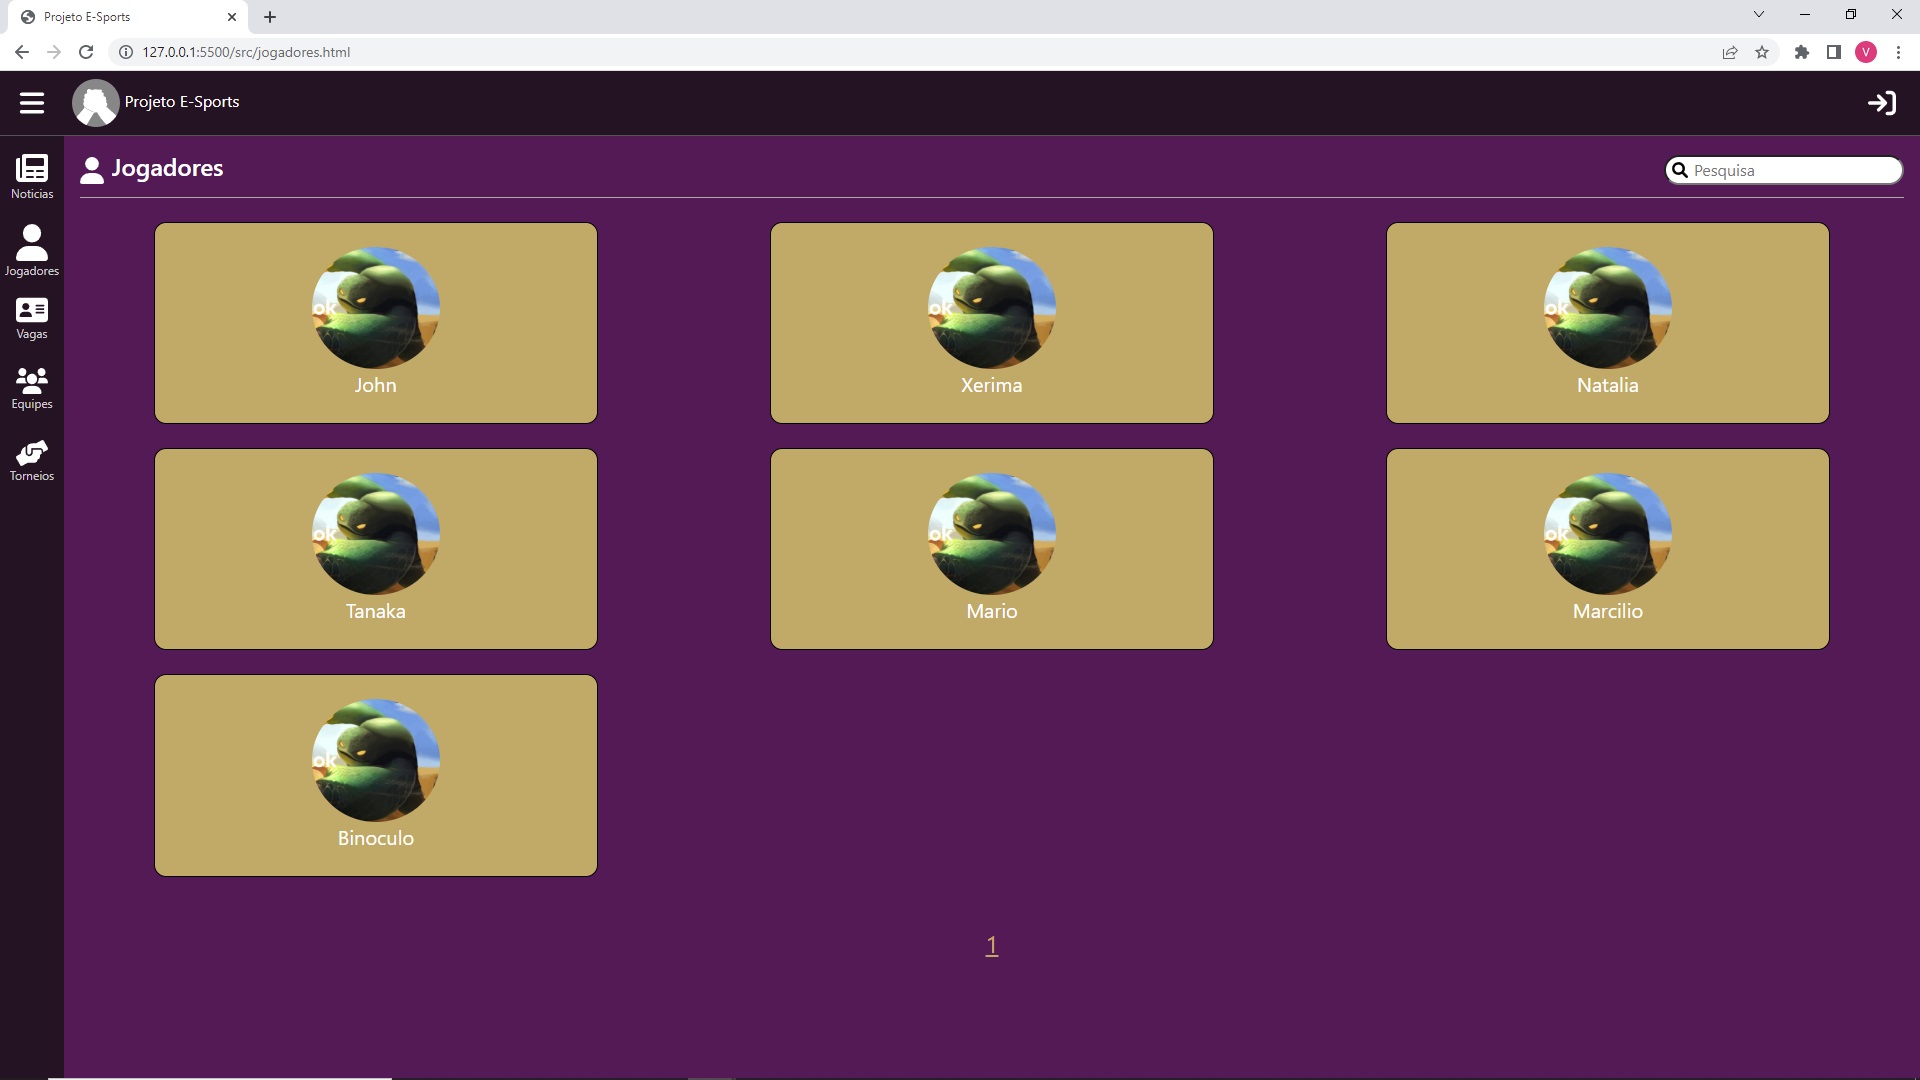 Projeto E-Sports
127.0.0.1:5500/src/jogadores.html
V
Projeto E-Sports
Noticias
Jogadores
Vagas
Equipes
Torneios
Jogadores
Pesquisa
ok
John
ok
Xerima
ok
Natalia
ok
Tanaka
ok
Mario
ok
Marcilio
ok
Binoculo
1